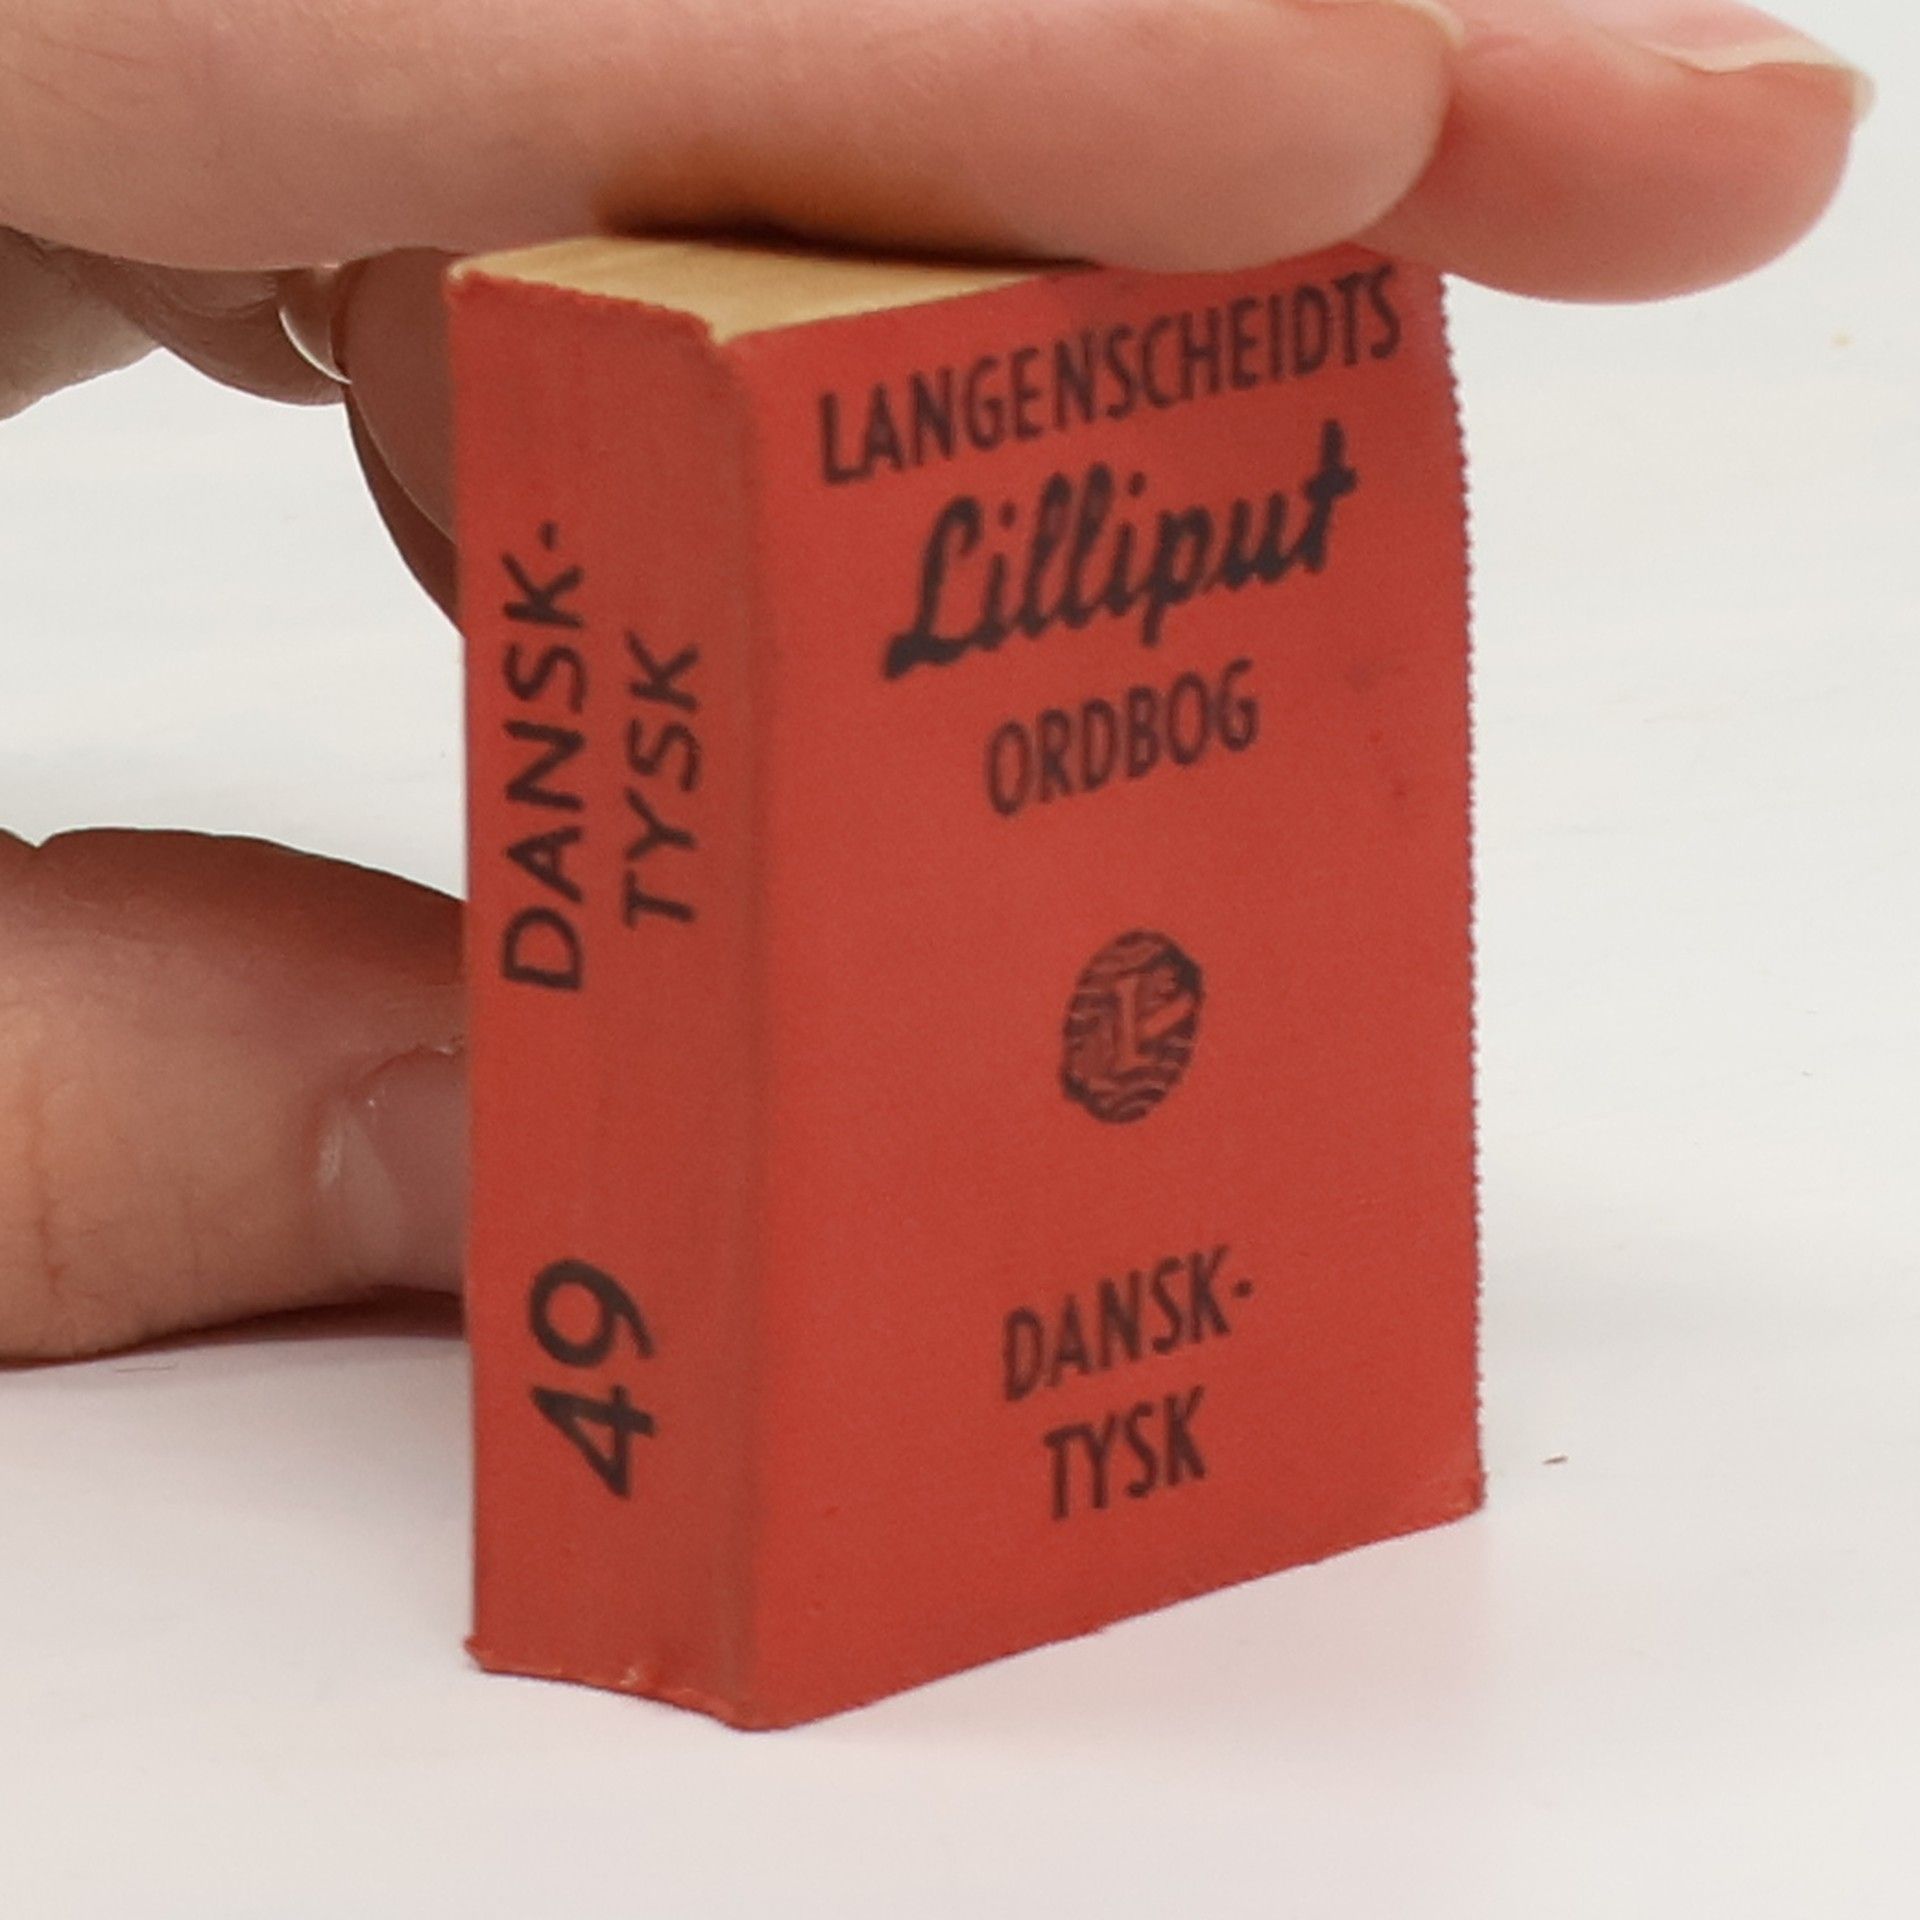 DANSK-
TYSK
49
LANGENSCHEIDTS
Lilliput
ORDBOG
L
DANSK-
TYSK